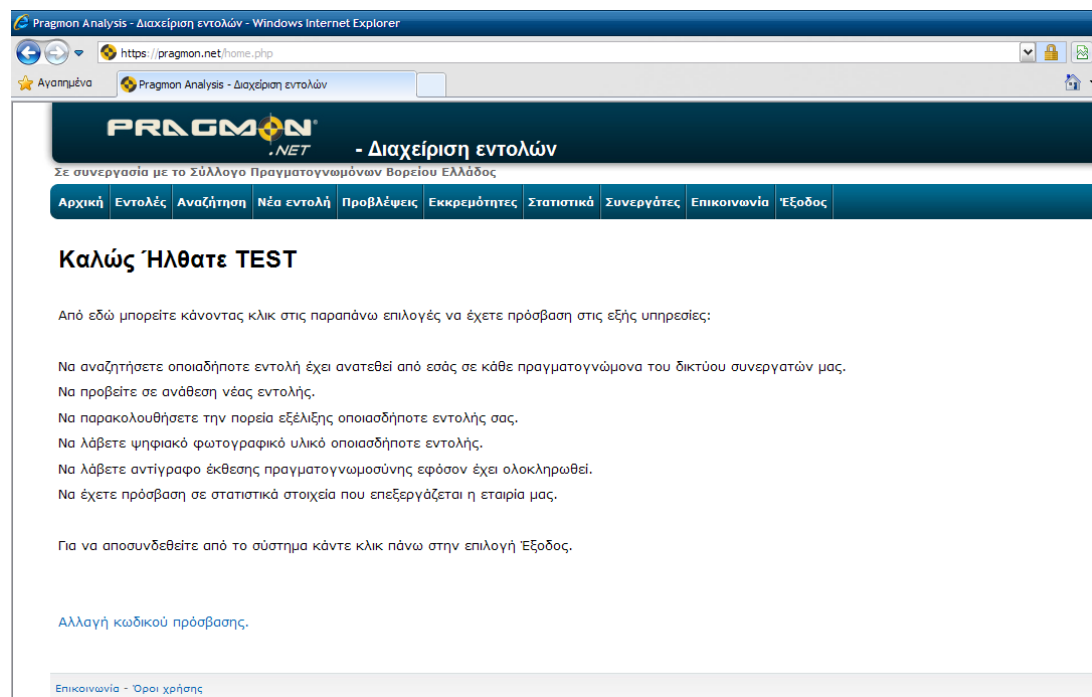 Pragmon Analysis - Διαχείριση εντολών - Windows Internet Explorer
https://pragmon.net/home.php
Αγαπημένα Pragmon Analysis - Διαχείριση εντολών
PRAGMON
.NET - Διαχείριση εντολών
Σε συνεργασία με το Σύλλογο Πραγματογνωμόνων Βορείου Ελλάδος
Αρχική Εντολές Αναζήτηση Νέα εντολή Προβλέψεις Εκκρεμότητες Στατιστικά Συνεργάτες Επικοινωνία Έξοδος
Καλώς Ήλθατε TEST
Από εδώ μπορείτε κάνοντας κλικ στις παραπάνω επιλογές να έχετε πρόσβαση στις εξής υπηρεσίες:
Να αναζητήσετε οποιαδήποτε εντολή έχει ανατεθεί από εσάς σε κάθε πραγματογνώμονα του δικτύου συνεργατών μας.
Να προβείτε σε ανάθεση νέας εντολής.
Να παρακολουθήσετε την πορεία εξέλιξης οποιασδήποτε εντολής σας.
Να λάβετε ψηφιακό φωτογραφικό υλικό οποιασδήποτε εντολής.
Να λάβετε αντίγραφο έκθεσης πραγματογνωμοσύνης εφόσον έχει ολοκληρωθεί.
Να έχετε πρόσβαση σε στατιστικά στοιχεία που επεξεργάζεται η εταιρία μας.
Για να αποσυνδεθείτε από το σύστημα κάντε κλικ πάνω στην επιλογή Έξοδος.
Αλλαγή κωδικού πρόσβασης.
Επικοινωνία - Όροι χρήσης